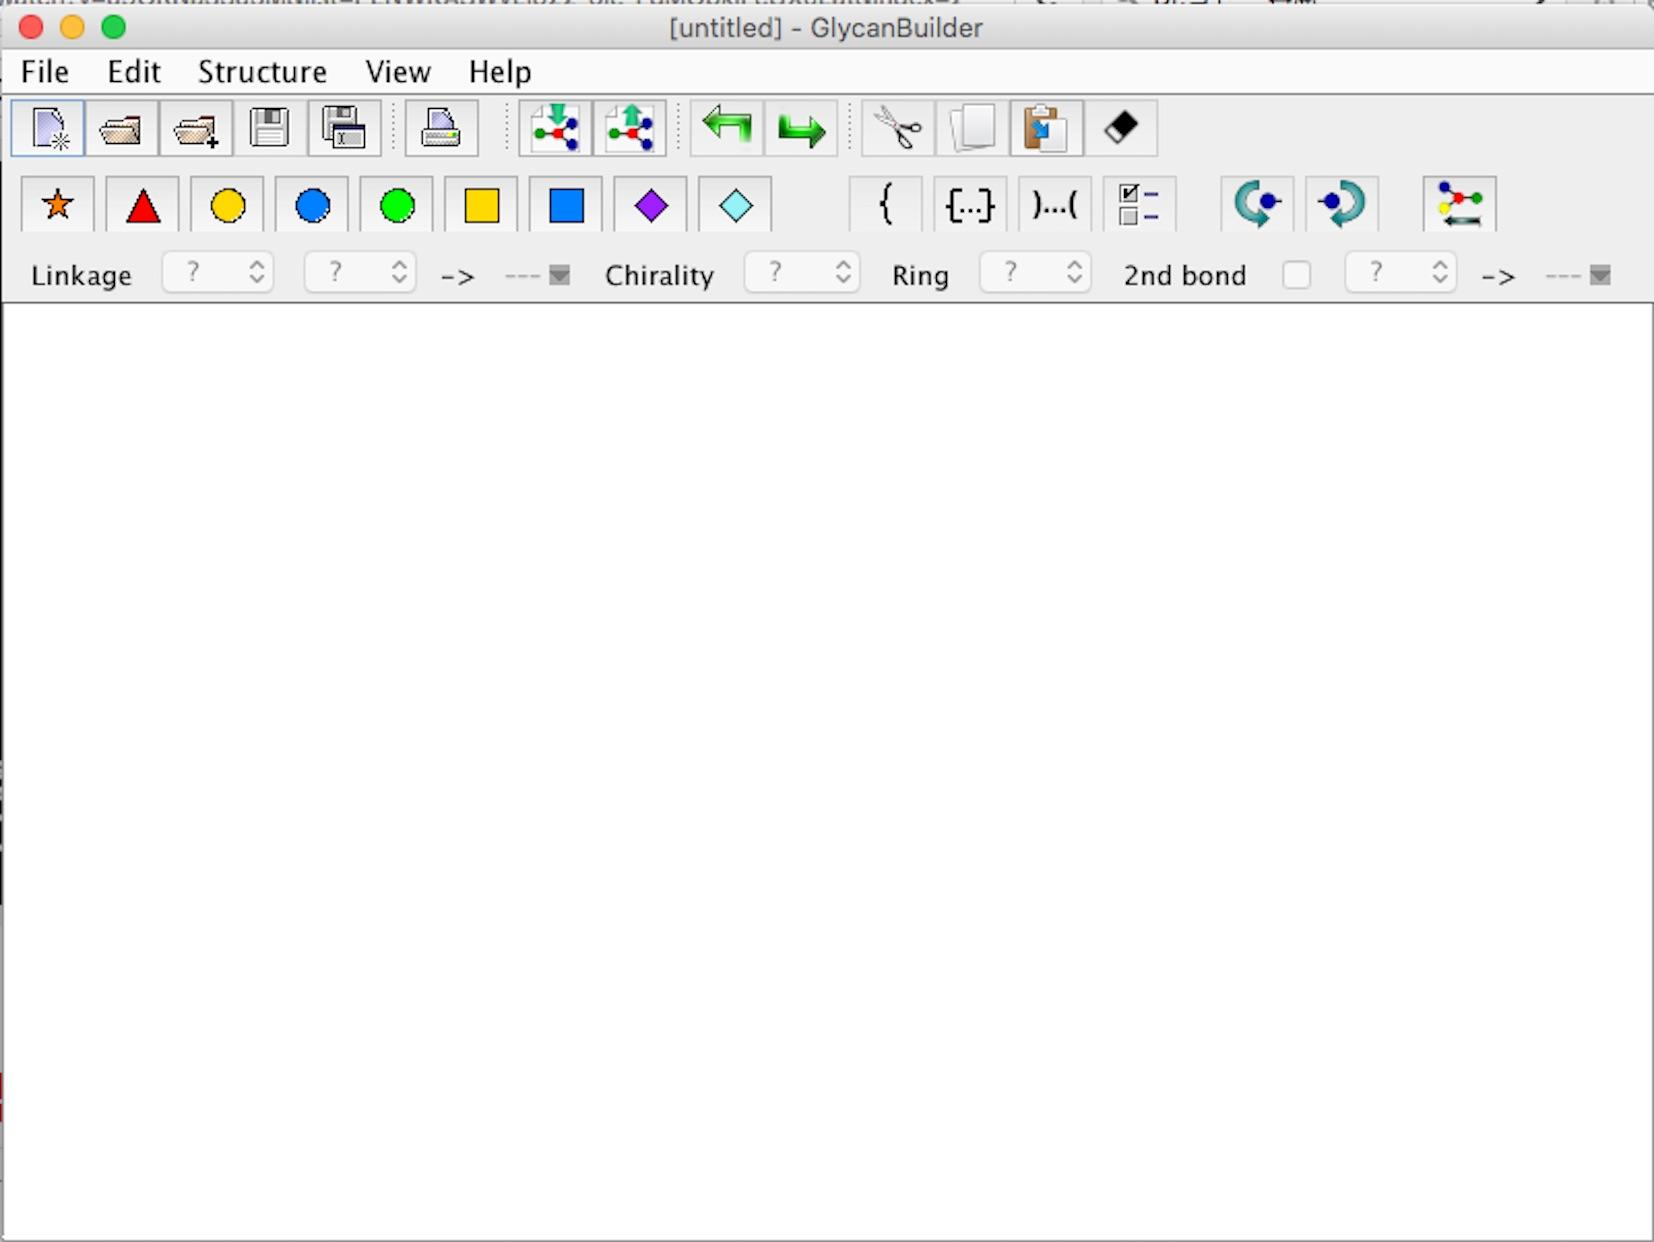 [untitled] - GlycanBuilder
File Edit Structure View Help
{ {...} )...(
Linkage ? ? -> --- Chirality ? Ring ? 2nd bond ? -> ---